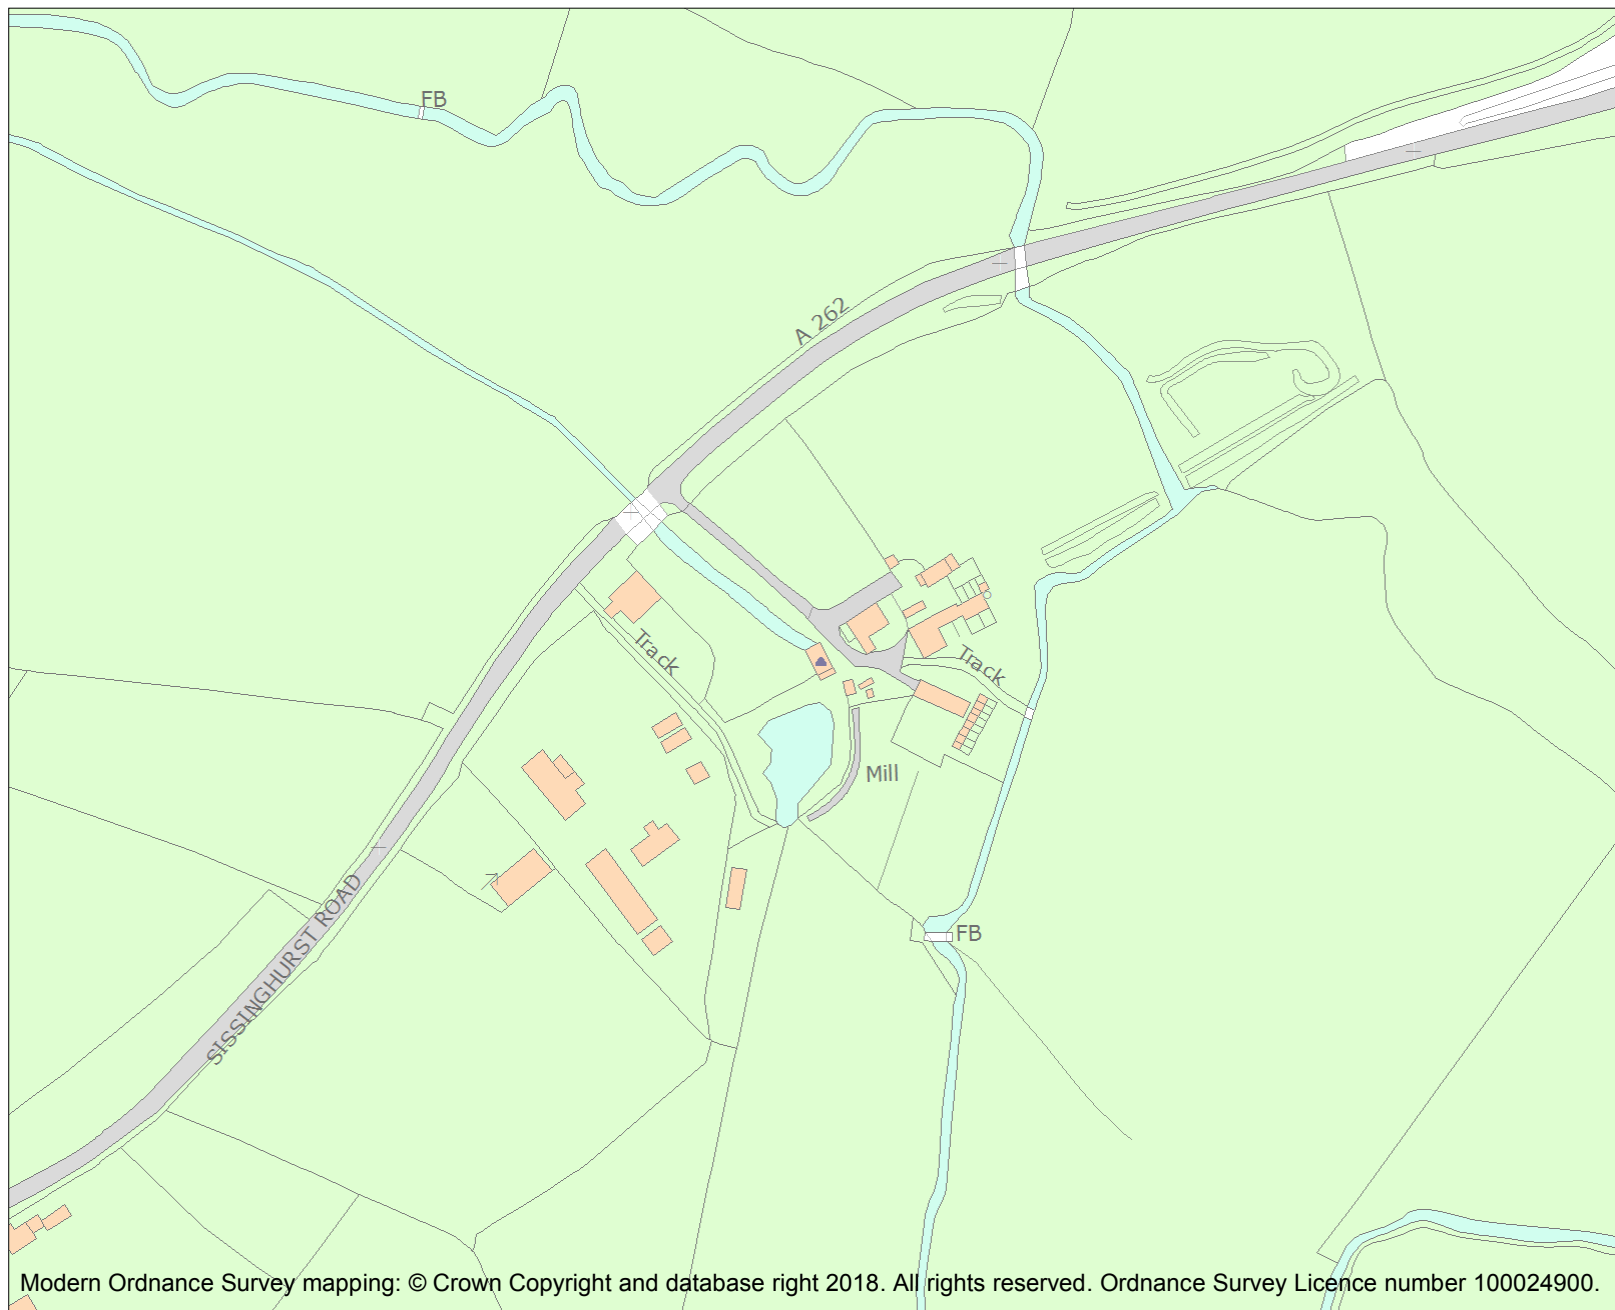 FB
A 262
Track
Track
Mill
SISSINGHURST ROAD
FB
Modern Ordnance Survey mapping: © Crown Copyright and database right 2018. All rights reserved. Ordnance Survey Licence number 100024900.